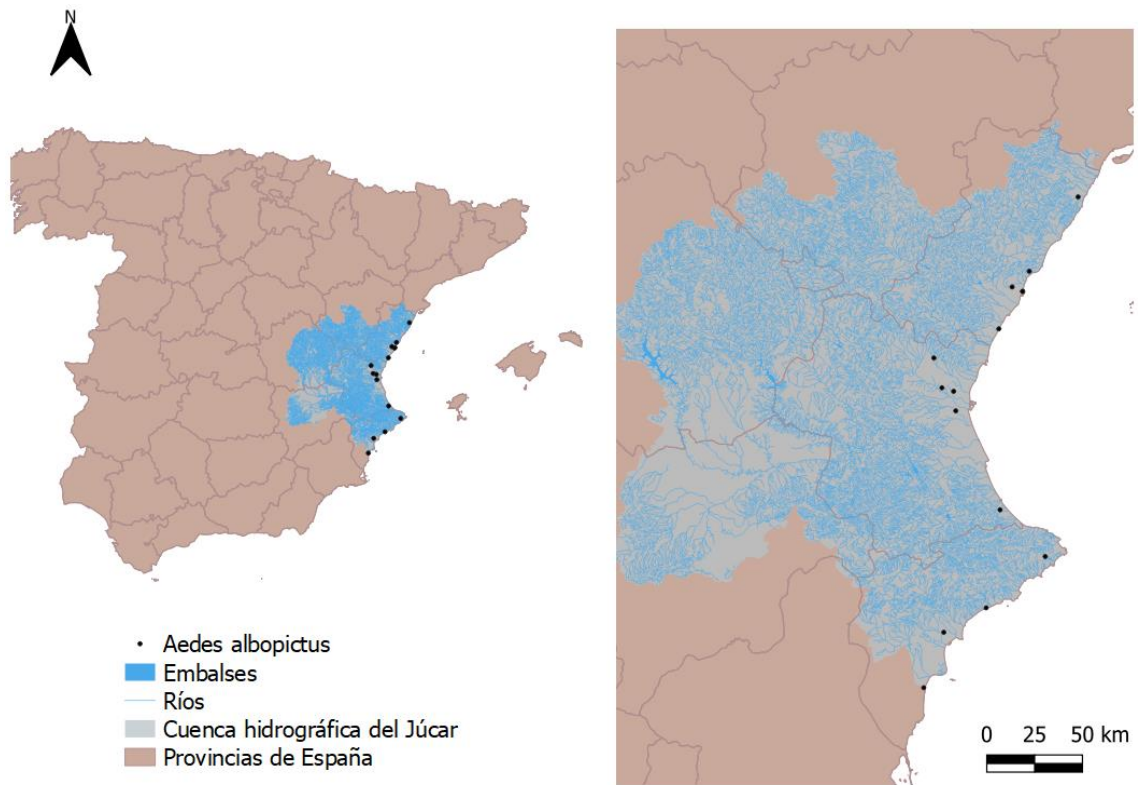 N
Aedes albopictus
Embalses
Ríos
Cuenca hidrográfica del Júcar
Provincias de España
0 25 50 km